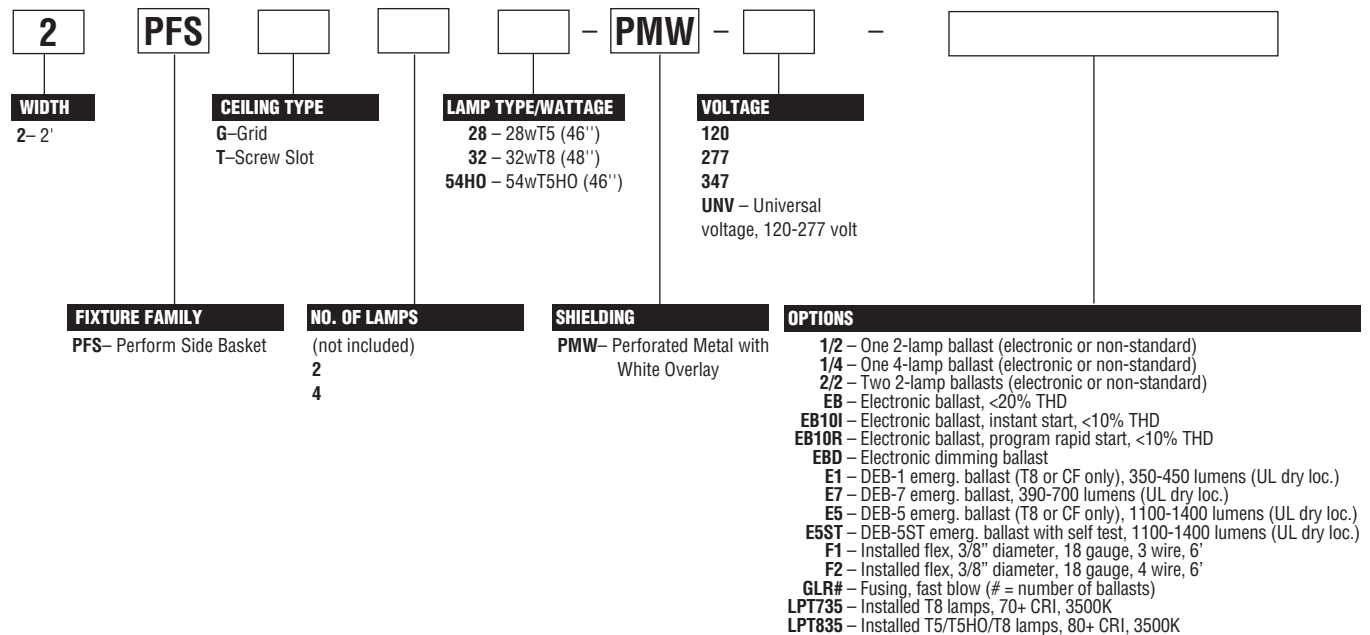 2 PFS – PMW – –
WIDTH
2– 2'
CEILING TYPE
G–Grid
T–Screw Slot
LAMP TYPE/WATTAGE
28 – 28wT5 (46'')
32 – 32wT8 (48'')
54HO – 54wT5HO (46'')
VOLTAGE
120
277
347
UNV – Universal
voltage, 120-277 volt
FIXTURE FAMILY
PFS– Perform Side Basket
NO. OF LAMPS
(not included)
2
4
SHIELDING
PMW– Perforated Metal with
White Overlay
OPTIONS
1/2 – One 2-lamp ballast (electronic or non-standard)
1/4 – One 4-lamp ballast (electronic or non-standard)
2/2 – Two 2-lamp ballasts (electronic or non-standard)
EB – Electronic ballast, <20% THD
EB10I – Electronic ballast, instant start, <10% THD
EB10R – Electronic ballast, program rapid start, <10% THD
EBD – Electronic dimming ballast
E1 – DEB-1 emerg. ballast (T8 or CF only), 350-450 lumens (UL dry loc.)
E7 – DEB-7 emerg. ballast, 390-700 lumens (UL dry loc.)
E5 – DEB-5 emerg. ballast (T8 or CF only), 1100-1400 lumens (UL dry loc.)
E5ST – DEB-5ST emerg. ballast with self test, 1100-1400 lumens (UL dry loc.)
F1 – Installed flex, 3/8” diameter, 18 gauge, 3 wire, 6’
F2 – Installed flex, 3/8” diameter, 18 gauge, 4 wire, 6’
GLR# – Fusing, fast blow (# = number of ballasts)
LPT735 – Installed T8 lamps, 70+ CRI, 3500K
LPT835 – Installed T5/T5HO/T8 lamps, 80+ CRI, 3500K